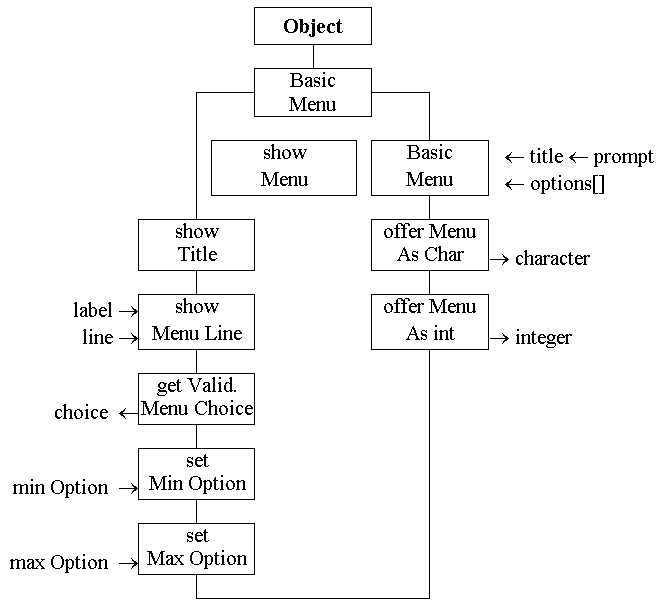 Object
Basic
Menu
show
Menu
Basic
Menu
← title ← prompt
← options[]
show
Title
offer Menu
As Char
→ character
label →
line →
show
Menu Line
offer Menu
As int
→ integer
choice ←
get Valid.
Menu Choice
min Option →
set
Min Option
max Option →
set
Max Option